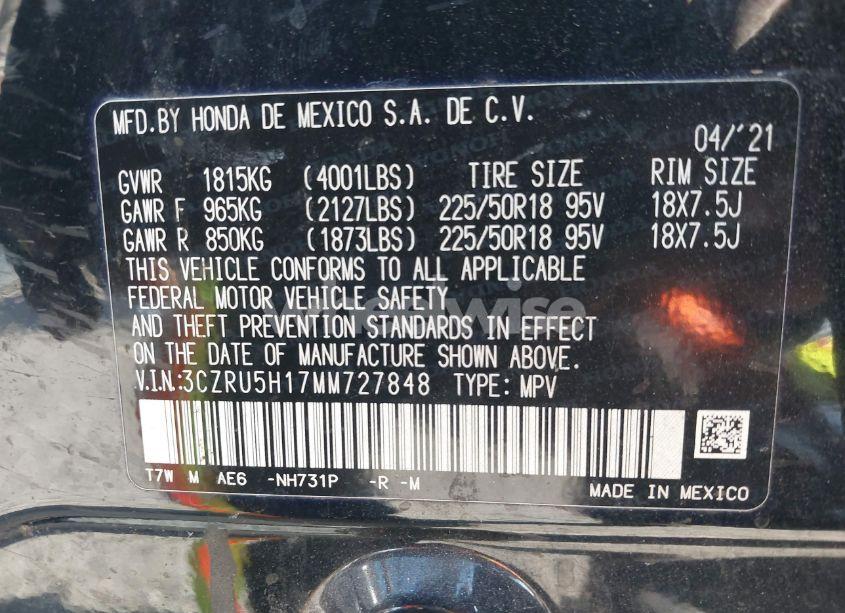 MFD.BY HONDA DE MEXICO S.A. DE C.V.
04/'21
GVWR 1815KG (4001LBS) TIRE SIZE RIM SIZE
GAWR F 965KG (2127LBS) 225/50R18 95V 18X7.5J
GAWR R 850KG (1873LBS) 225/50R18 95V 18X7.5J
THIS VEHICLE CONFORMS TO ALL APPLICABLE
FEDERAL MOTOR VEHICLE SAFETY
AND THEFT PREVENTION STANDARDS IN EFFECT
ON THE DATE OF MANUFACTURE SHOWN ABOVE.
V.I.N.:3CZRU5H17MM727848 TYPE: MPV
T7W M AE6 -NH731P -R -M
MADE IN MEXICO